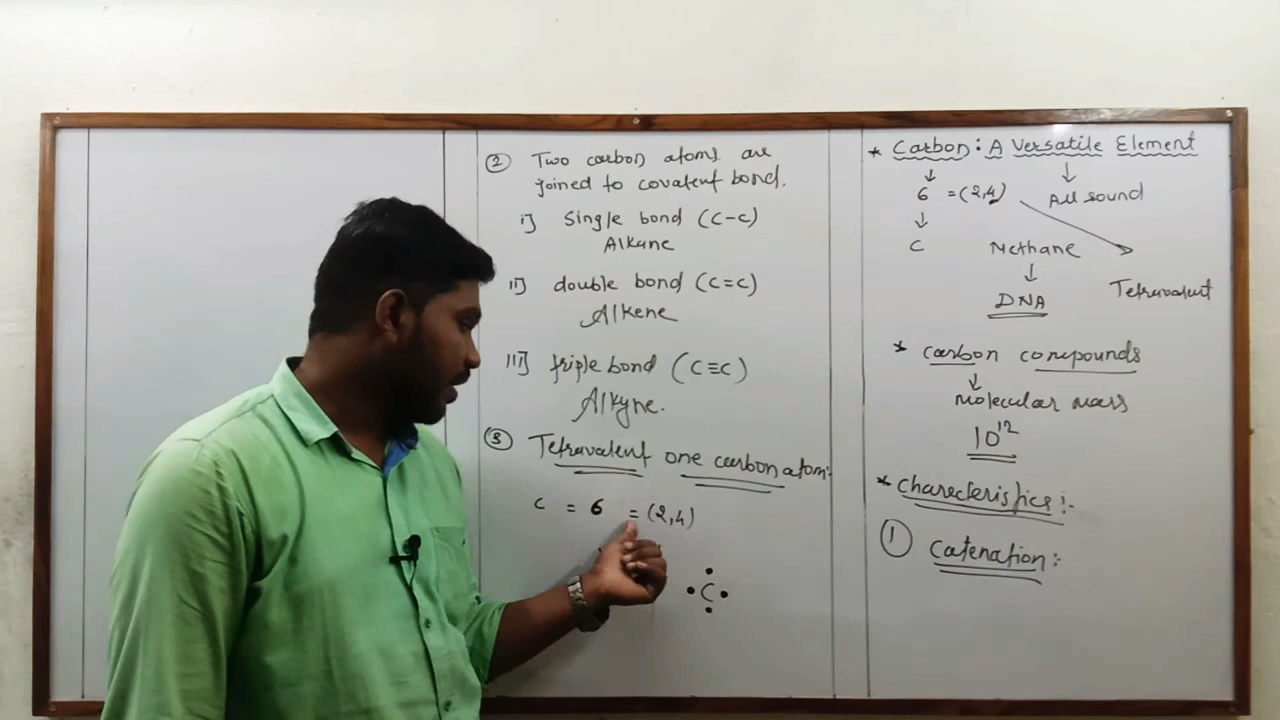 * Carbon: A Versatile Element
↓ ↓
6 = (2,4) All sound
↓
C Methane
↓ Tetravalent
DNA
* carbon compounds
↓
Molecular mass
10¹²
* Charecteristics:-
① Catenation:-
② Two carbon atoms are
joined to covalent bond.
i] Single bond (C-C)
Alkane
ii] double bond (C=C)
Alkene
iii] triple bond (C≡C)
Alkyne.
③ Tetravalent one carbon atom:
C = 6 = (2,4)
C